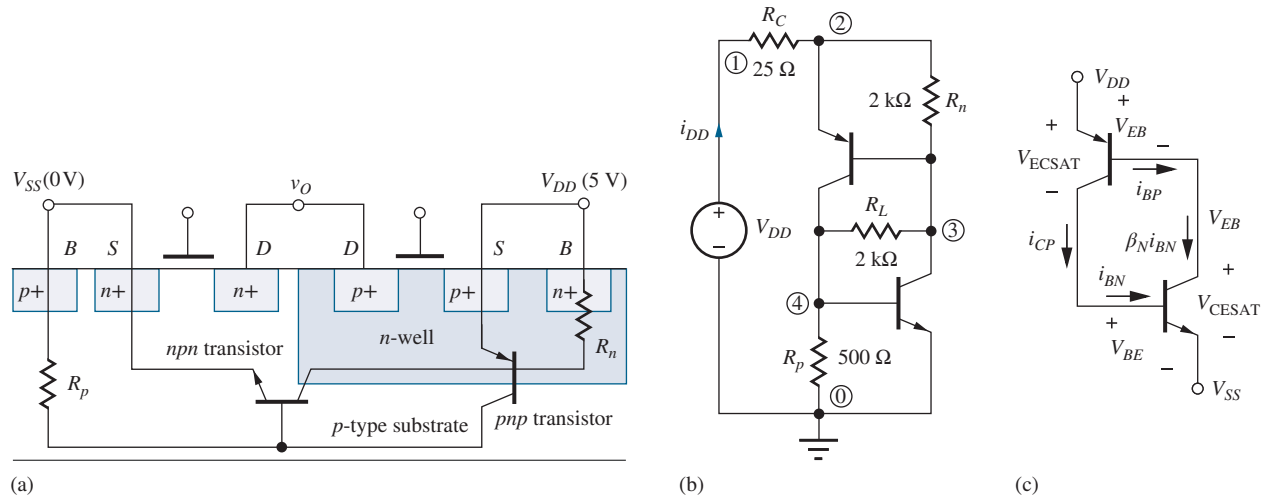 V_SS (0 V)
v_O
V_DD (5 V)
B
S
D
D
S
B
p+
n+
n+
p+
p+
n+
n-well
npn transistor
R_n
R_p
p-type substrate
pnp transistor
(a)
R_C
②
①
25 Ω
2 kΩ
R_n
i_DD
R_L
③
+
V_DD
−
2 kΩ
④
R_p
500 Ω
⓪
(b)
V_DD
+
+
V_EB
V_ECSAT
−
−
i_BP
V_EB
i_CP
β_N i_BN
i_BN
+
V_CESAT
+
V_BE
−
−
V_SS
(c)